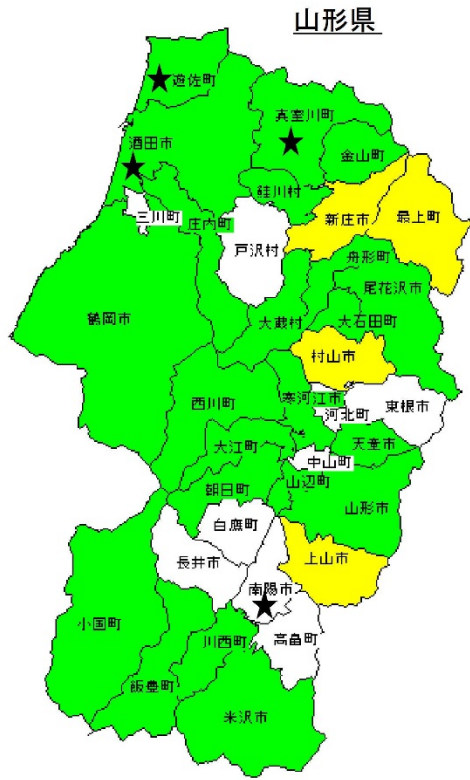 山形県
遊佐町
真室川町
酒田市
金山町
鮭川村
三川町
庄内町
新庄市
最上町
戸沢村
舟形町
尾花沢市
鶴岡市
大蔵村
大石田町
村山市
西川町
寒河江市
東根市
河北町
大江町
天童市
中山町
朝日町
山辺町
山形市
白鷹町
長井市
上山市
南陽市
小国町
川西町
高畠町
飯豊町
米沢市